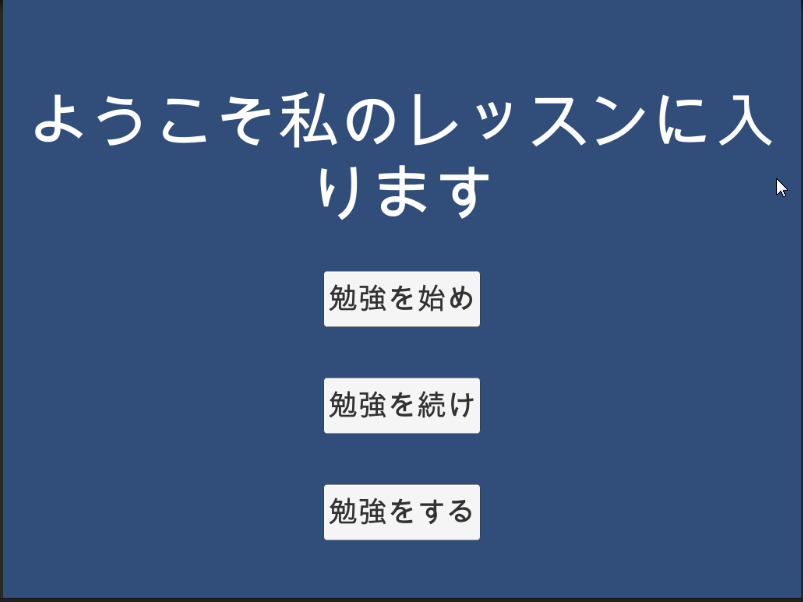 ようこそ私のレッスンに入
ります
勉強を始め
勉強を続け
勉強をする